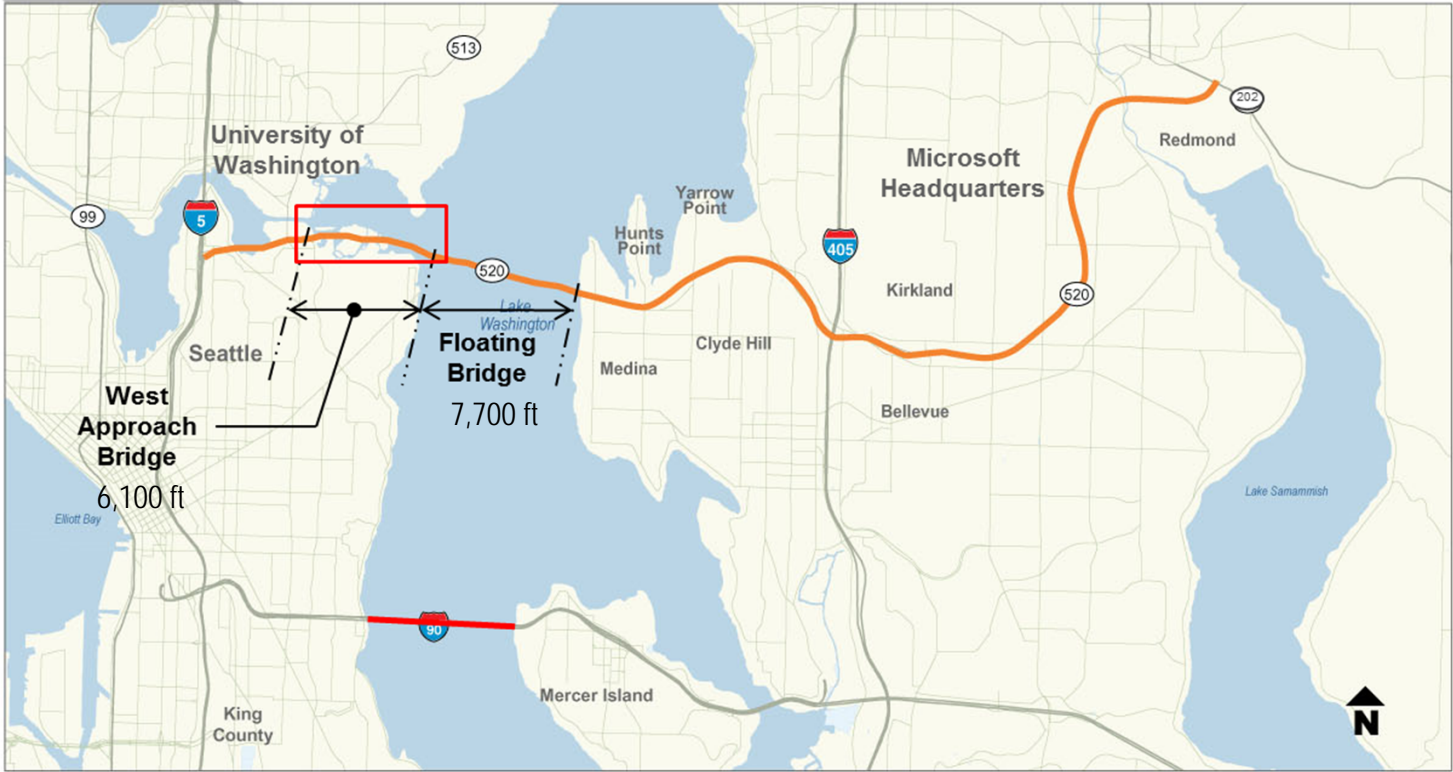 513
University of
Washington
99
5
202
Redmond
Microsoft
Headquarters
Yarrow
Point
Hunts
Point
405
520
Kirkland
520
Lake
Washington
Seattle
Floating
Bridge
7,700 ft
Clyde Hill
Medina
West
Approach
Bridge
6,100 ft
Bellevue
Elliott Bay
Lake Samammish
90
Mercer Island
King
County
N